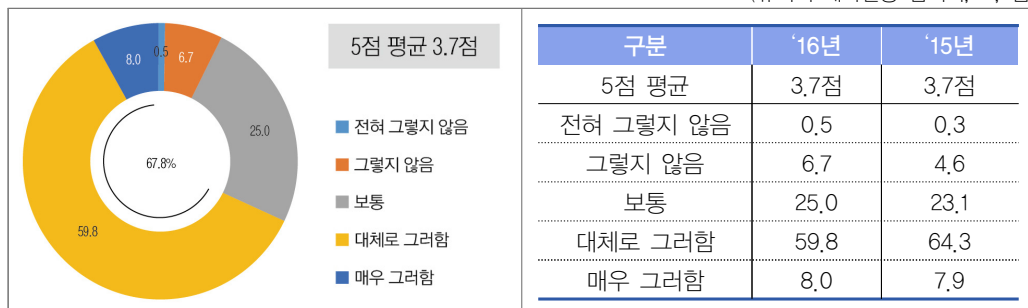 5점 평균 3.7점
8.0
0.5
6.7
25.0
67.8%
59.8
전혀 그렇지 않음
그렇지 않음
보통
대체로 그러함
매우 그러함
구분 '16년 '15년
5점 평균 3.7점 3.7점
전혀 그렇지 않음 0.5 0.3
그렇지 않음 6.7 4.6
보통 25.0 23.1
대체로 그러함 59.8 64.3
매우 그러함 8.0 7.9